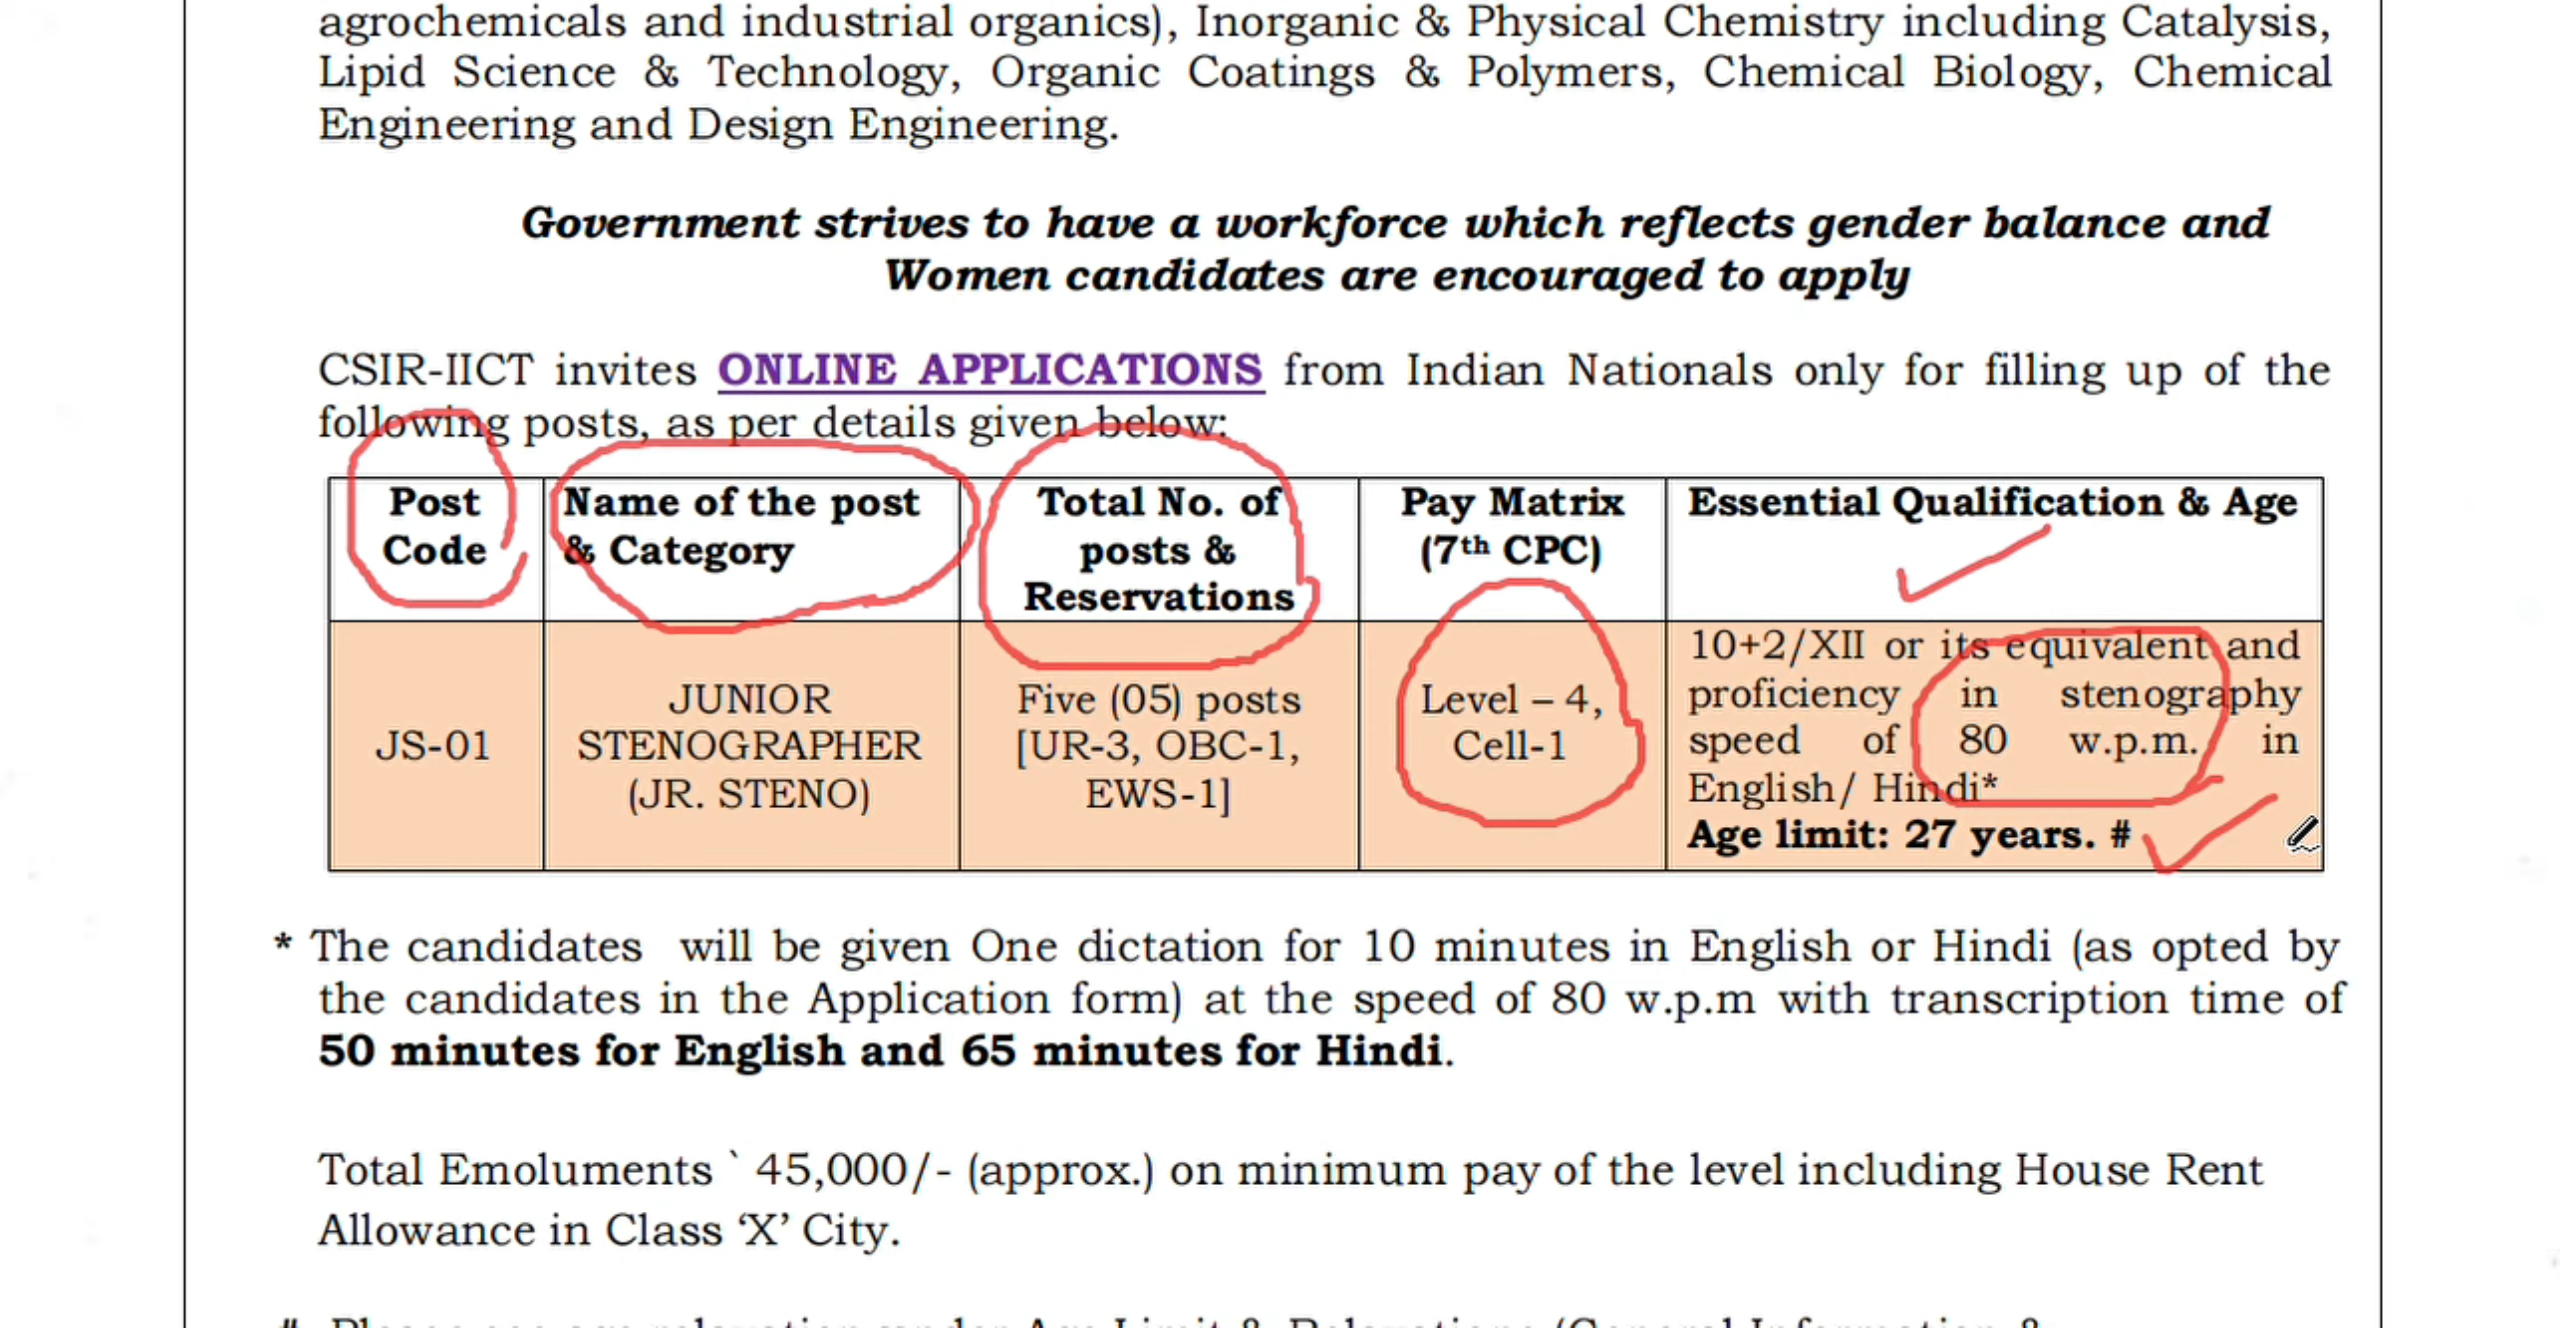 agrochemicals and industrial organics), Inorganic & Physical Chemistry including Catalysis,
Lipid Science & Technology, Organic Coatings & Polymers, Chemical Biology, Chemical
Engineering and Design Engineering.
Government strives to have a workforce which reflects gender balance and
Women candidates are encouraged to apply
CSIR-IICT invites ONLINE APPLICATIONS from Indian Nationals only for filling up of the
following posts, as per details given below:
Post
Code
Name of the post
& Category
Total No. of
posts &
Reservations
Pay Matrix
(7th CPC)
Essential Qualification & Age
JS-01
JUNIOR
STENOGRAPHER
(JR. STENO)
Five (05) posts
[UR-3, OBC-1,
EWS-1]
Level – 4,
Cell-1
10+2/XII or its equivalent and
proficiency in stenography
speed of 80 w.p.m. in
English/ Hindi*
Age limit: 27 years. #
* The candidates will be given One dictation for 10 minutes in English or Hindi (as opted by
the candidates in the Application form) at the speed of 80 w.p.m with transcription time of
50 minutes for English and 65 minutes for Hindi.
Total Emoluments ` 45,000/- (approx.) on minimum pay of the level including House Rent
Allowance in Class ‘X’ City.